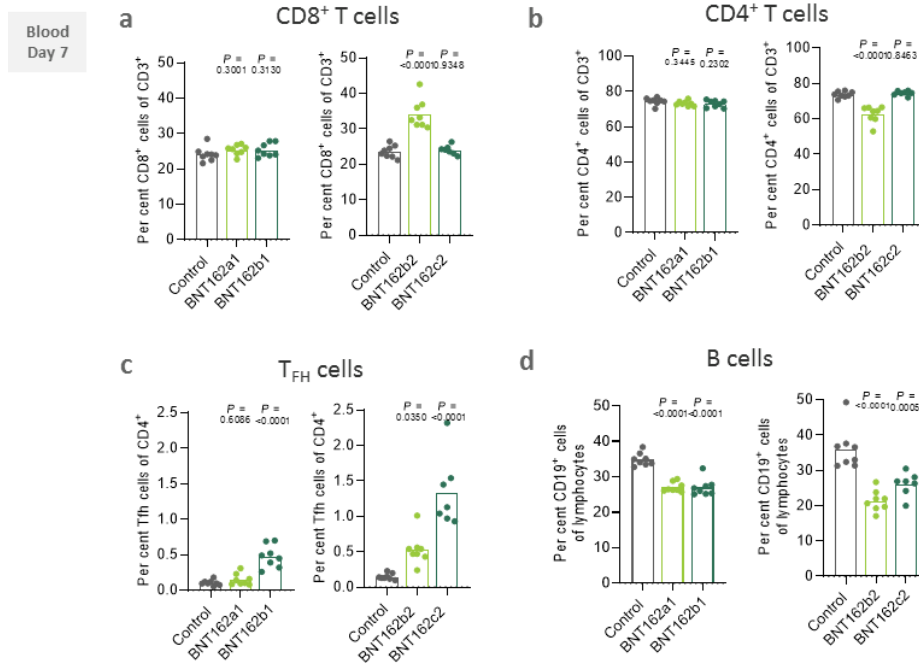 Blood
Day 7
a
CD8⁺ T cells
Per cent CD8⁺ cells of CD3⁺
50
40
30
20
10
0
P =
0.3001
P =
0.3130
Control
BNT162a1
BNT162b1
Per cent CD8⁺ cells of CD3⁺
50
40
30
20
10
0
P =
<0.0001
P =
0.9348
Control
BNT162b2
BNT162c2
b
CD4⁺ T cells
Per cent CD4⁺ cells of CD3⁺
100
80
60
40
20
0
P =
0.3445
P =
0.2302
Control
BNT162a1
BNT162b1
Per cent CD4⁺ cells of CD3⁺
100
80
60
40
20
0
P =
<0.0001
P =
0.8463
Control
BNT162b2
BNT162c2
c
T_FH cells
Per cent Tfh cells of CD4⁺
2.5
2.0
1.5
1.0
0.5
0.0
P =
0.6086
P =
<0.0001
Control
BNT162a1
BNT162b1
Per cent Tfh cells of CD4⁺
2.5
2.0
1.5
1.0
0.5
0.0
P =
0.0350
P =
<0.0001
Control
BNT162b2
BNT162c2
d
B cells
Per cent CD19⁺ cells
of lymphocytes
50
40
30
20
10
0
P =
<0.0001
P =
<0.0001
Control
BNT162a1
BNT162b1
Per cent CD19⁺ cells
of lymphocytes
50
40
30
20
10
0
P =
<0.0001
P =
0.0005
Control
BNT162b2
BNT162c2